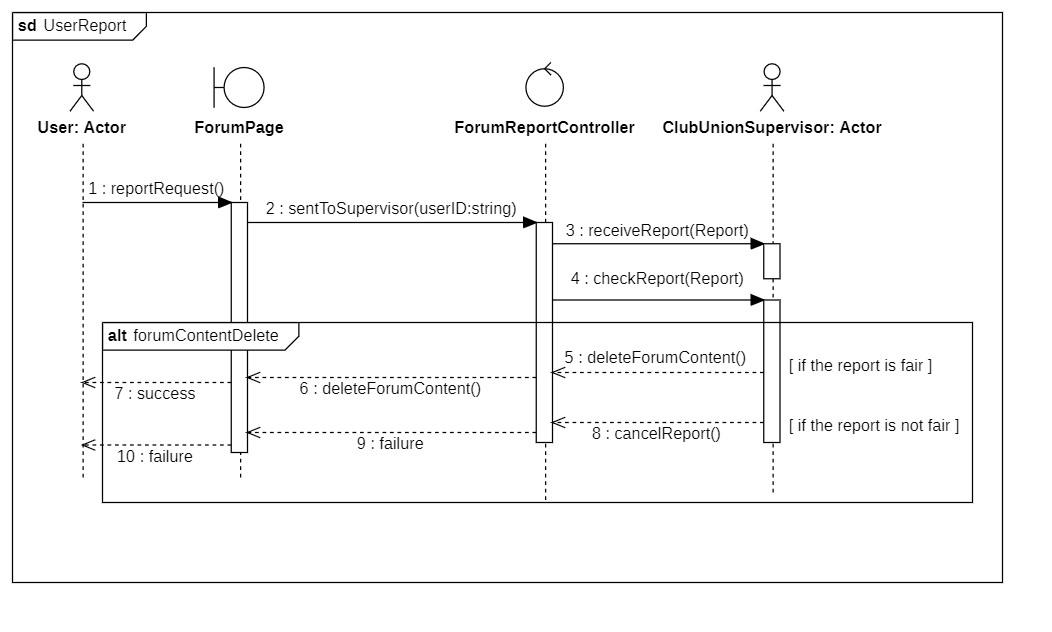 sd UserReport
User: Actor
ForumPage
ForumReportController
ClubUnionSupervisor: Actor
1 : reportRequest()
2 : sentToSupervisor(userID:string)
3 : receiveReport(Report)
4 : checkReport(Report)
alt forumContentDelete
5 : deleteForumContent()
[ if the report is fair ]
6 : deleteForumContent()
7 : success
8 : cancelReport()
[ if the report is not fair ]
9 : failure
10 : failure